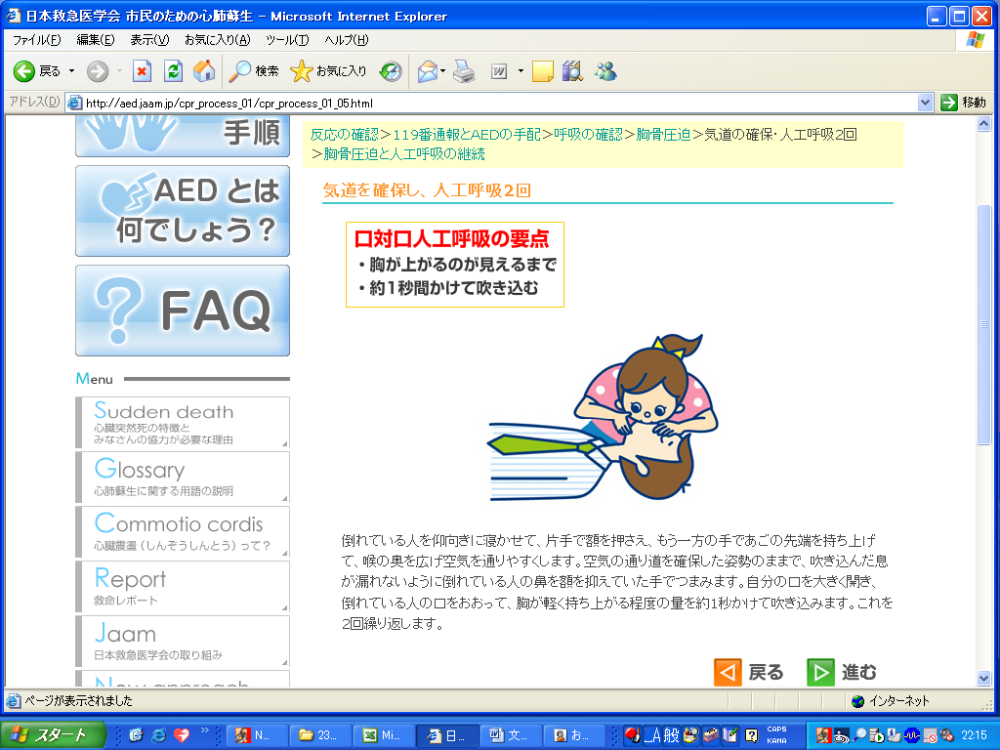 日本救急医学会 市民のための心肺蘇生 - Microsoft Internet Explorer
ファイル(F) 編集(E) 表示(V) お気に入り(A) ツール(T) ヘルプ(H)
戻る 検索 お気に入り
アドレス(D) http://aed.jaam.jp/cpr_process_01/cpr_process_01_05.html 移動
手順
AED とは
何でしょう？
FAQ
Menu
Sudden death
心臓突然死の特徴と
みなさんの協力が必要な理由
Glossary
心肺蘇生に関する用語の説明
Commotio cordis
心臓震盪（しんぞうしんとう）って？
Report
救命レポート
Jaam
日本救急医学会の取り組み
New approach
反応の確認＞119番通報とAEDの手配＞呼吸の確認＞胸骨圧迫＞気道の確保・人工呼吸2回
＞胸骨圧迫と人工呼吸の継続
気道を確保し、人工呼吸２回
口対口人工呼吸の要点
・胸が上がるのが見えるまで
・約1秒間かけて吹き込む
倒れている人を仰向きに寝かせて、片手で額を押さえ、もう一方の手であごの先端を持ち上げ
て、喉の奥を広げ空気を通りやすくします。空気の通り道を確保した姿勢のままで、吹き込んだ息
が漏れないように倒れている人の鼻を額を抑えていた手でつまみます。自分の口を大きく開き、
倒れている人の口をおおって、胸が軽く持ち上がる程度の量を約1秒かけて吹き込みます。これを
2回繰り返します。
戻る 進む
ページが表示されました インターネット
スタート N... 23... Mi... 日... 文... お... A 般 CAPS KANA 22:15